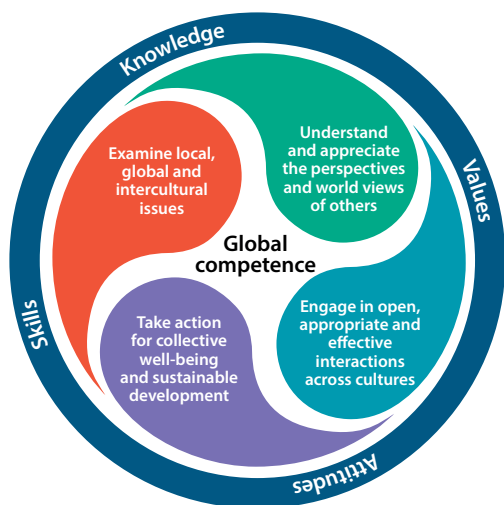 Knowledge
Values
Attitudes
Skills
Examine local,
global and
intercultural
issues
Understand
and appreciate
the perspectives
and world views
of others
Global
competence
Take action
for collective
well-being
and sustainable
development
Engage in open,
appropriate and
effective
interactions
across cultures